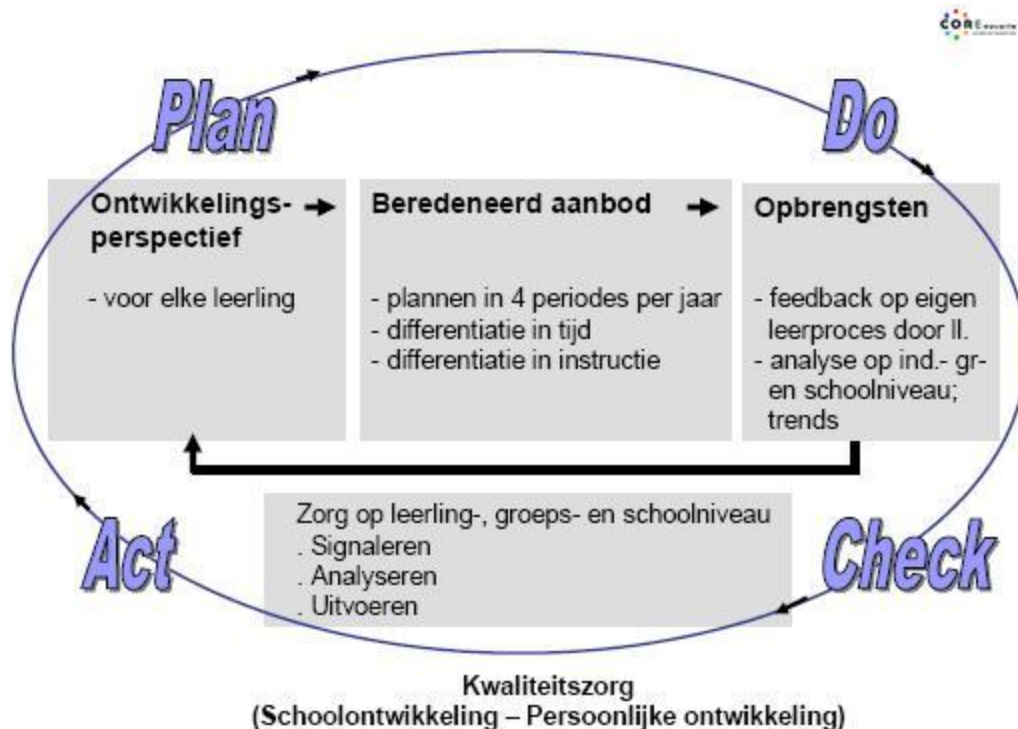 CORE
Plan
Do
Ontwikkelings-
perspectief
- voor elke leerling
Beredeneerd aanbod
- plannen in 4 periodes per jaar
- differentiatie in tijd
- differentiatie in instructie
Opbrengsten
- feedback op eigen
leerproces door ll.
- analyse op ind.- gr-
en schoolniveau;
trends
Act
Zorg op leerling-, groeps- en schoolniveau
. Signaleren
. Analyseren
. Uitvoeren
Check
Kwaliteitszorg
(Schoolontwikkeling – Persoonlijke ontwikkeling)